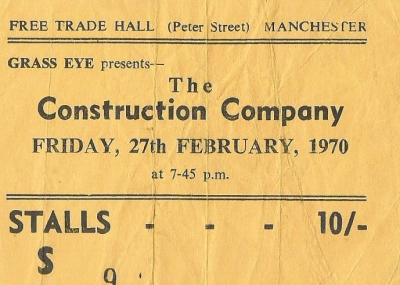 FREE TRADE HALL (Peter Street) MANCHESTER
GRASS EYE presents--
The
Construction Company
FRIDAY, 27th FEBRUARY, 1970
at 7-45 p.m.
STALLS - - - 10/-
S
9